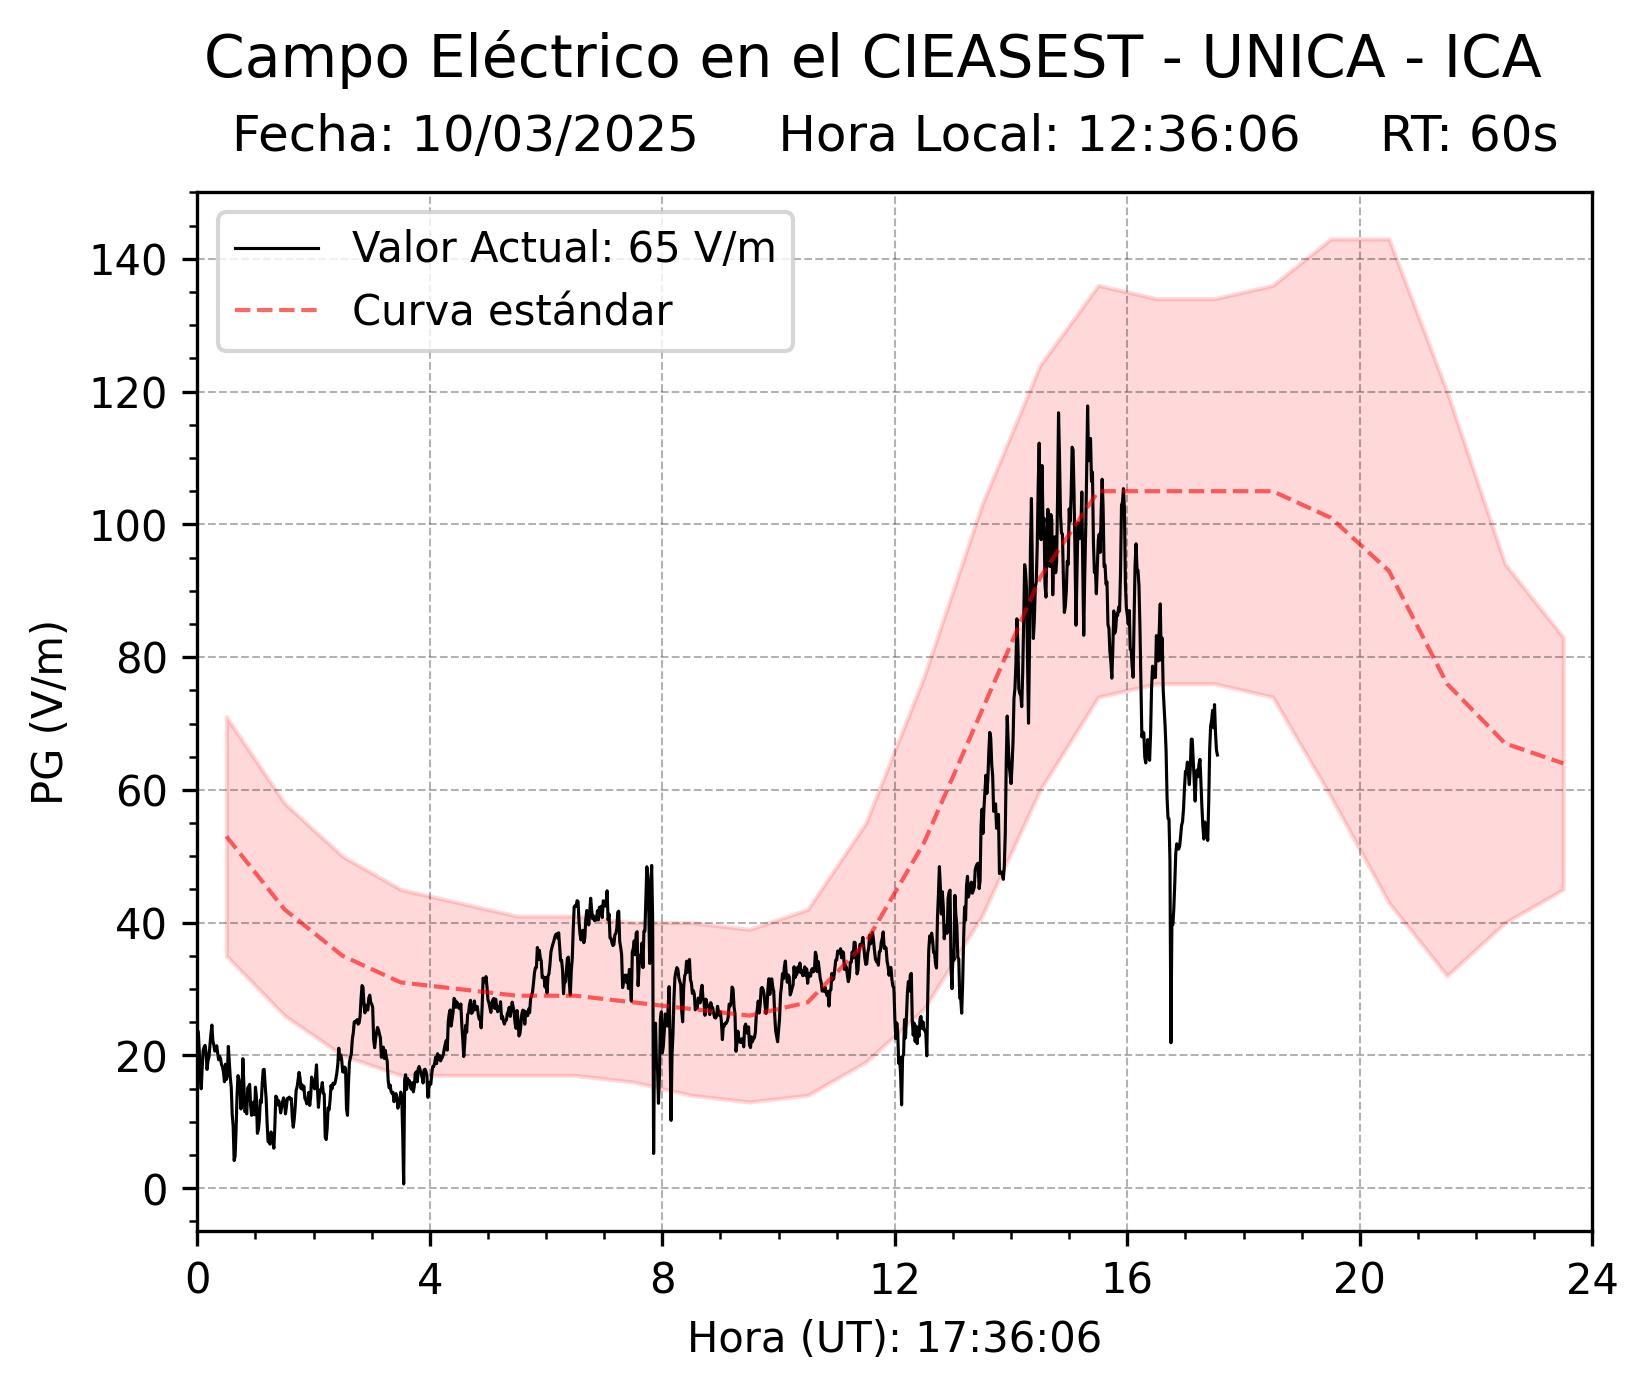 Campo Eléctrico en el CIEASEST - UNICA - ICA
Fecha: 10/03/2025 Hora Local: 12:36:06 RT: 60s
Valor Actual: 65 V/m
Curva estándar
PG (V/m)
140
120
100
80
60
40
20
0
0 4 8 12 16 20 24
Hora (UT): 17:36:06